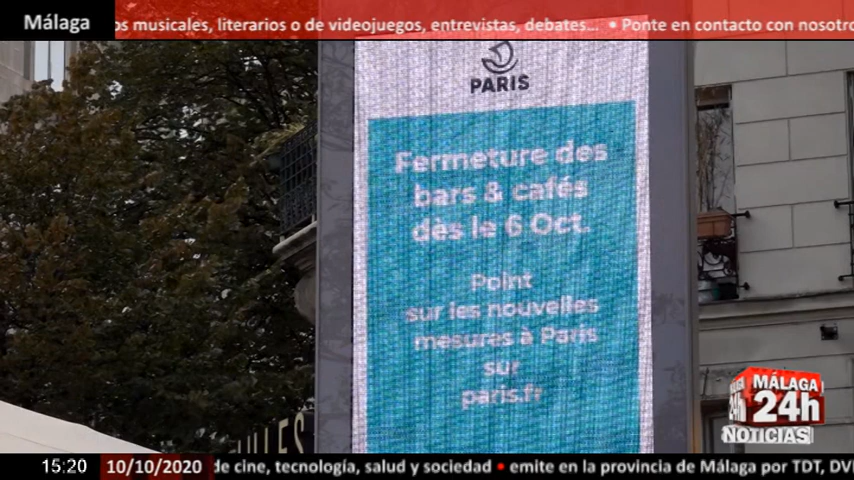 Málaga
os musicales, literarios o de videojuegos, entrevistas, debates... • Ponte en contacto con nosotro
PARIS
Fermeture des
bars & cafés
dès le 6 Oct.
Point
sur les nouvelles
mesures à Paris
sur
paris.fr
MÁLAGA
24h
MÁLAGA
24h
NOTICIAS
15:20 10/10/2020 de cine, tecnología, salud y sociedad • emite en la provincia de Málaga por TDT, DV